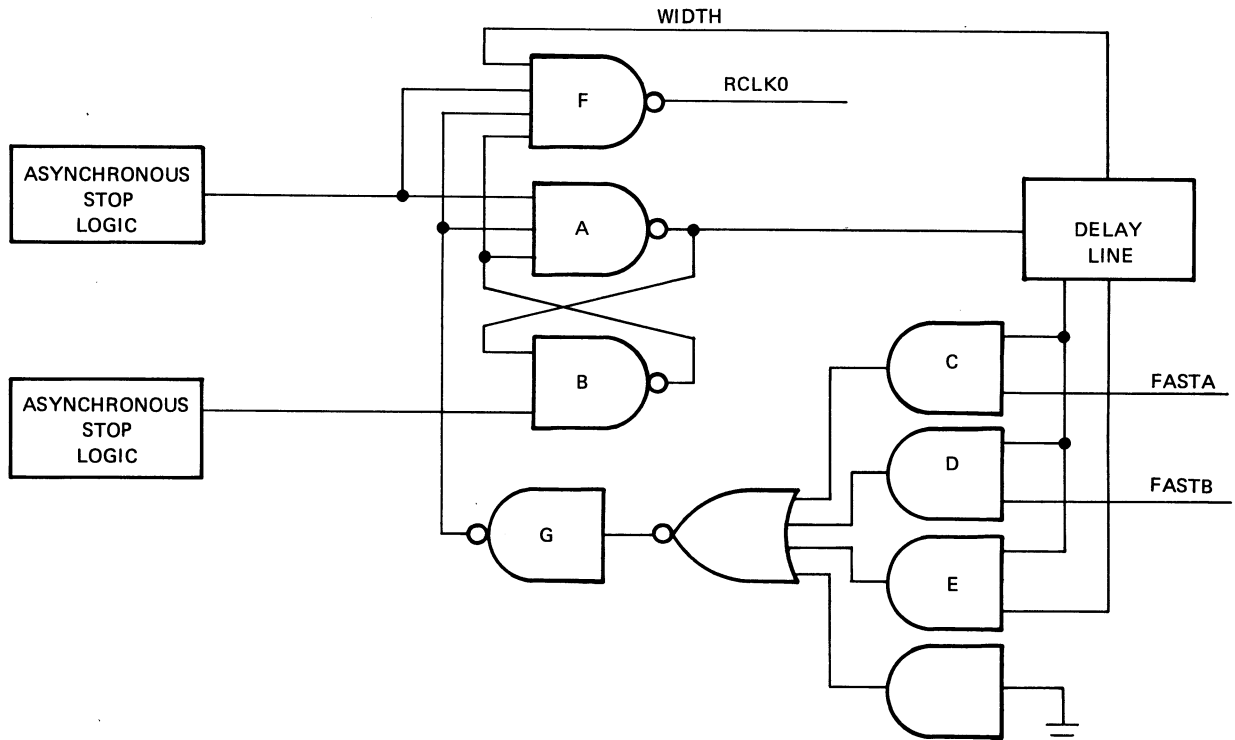 WIDTH
F
RCLK0
ASYNCHRONOUS
STOP
LOGIC
A
DELAY
LINE
B
C
FASTA
ASYNCHRONOUS
STOP
LOGIC
D
FASTB
G
E